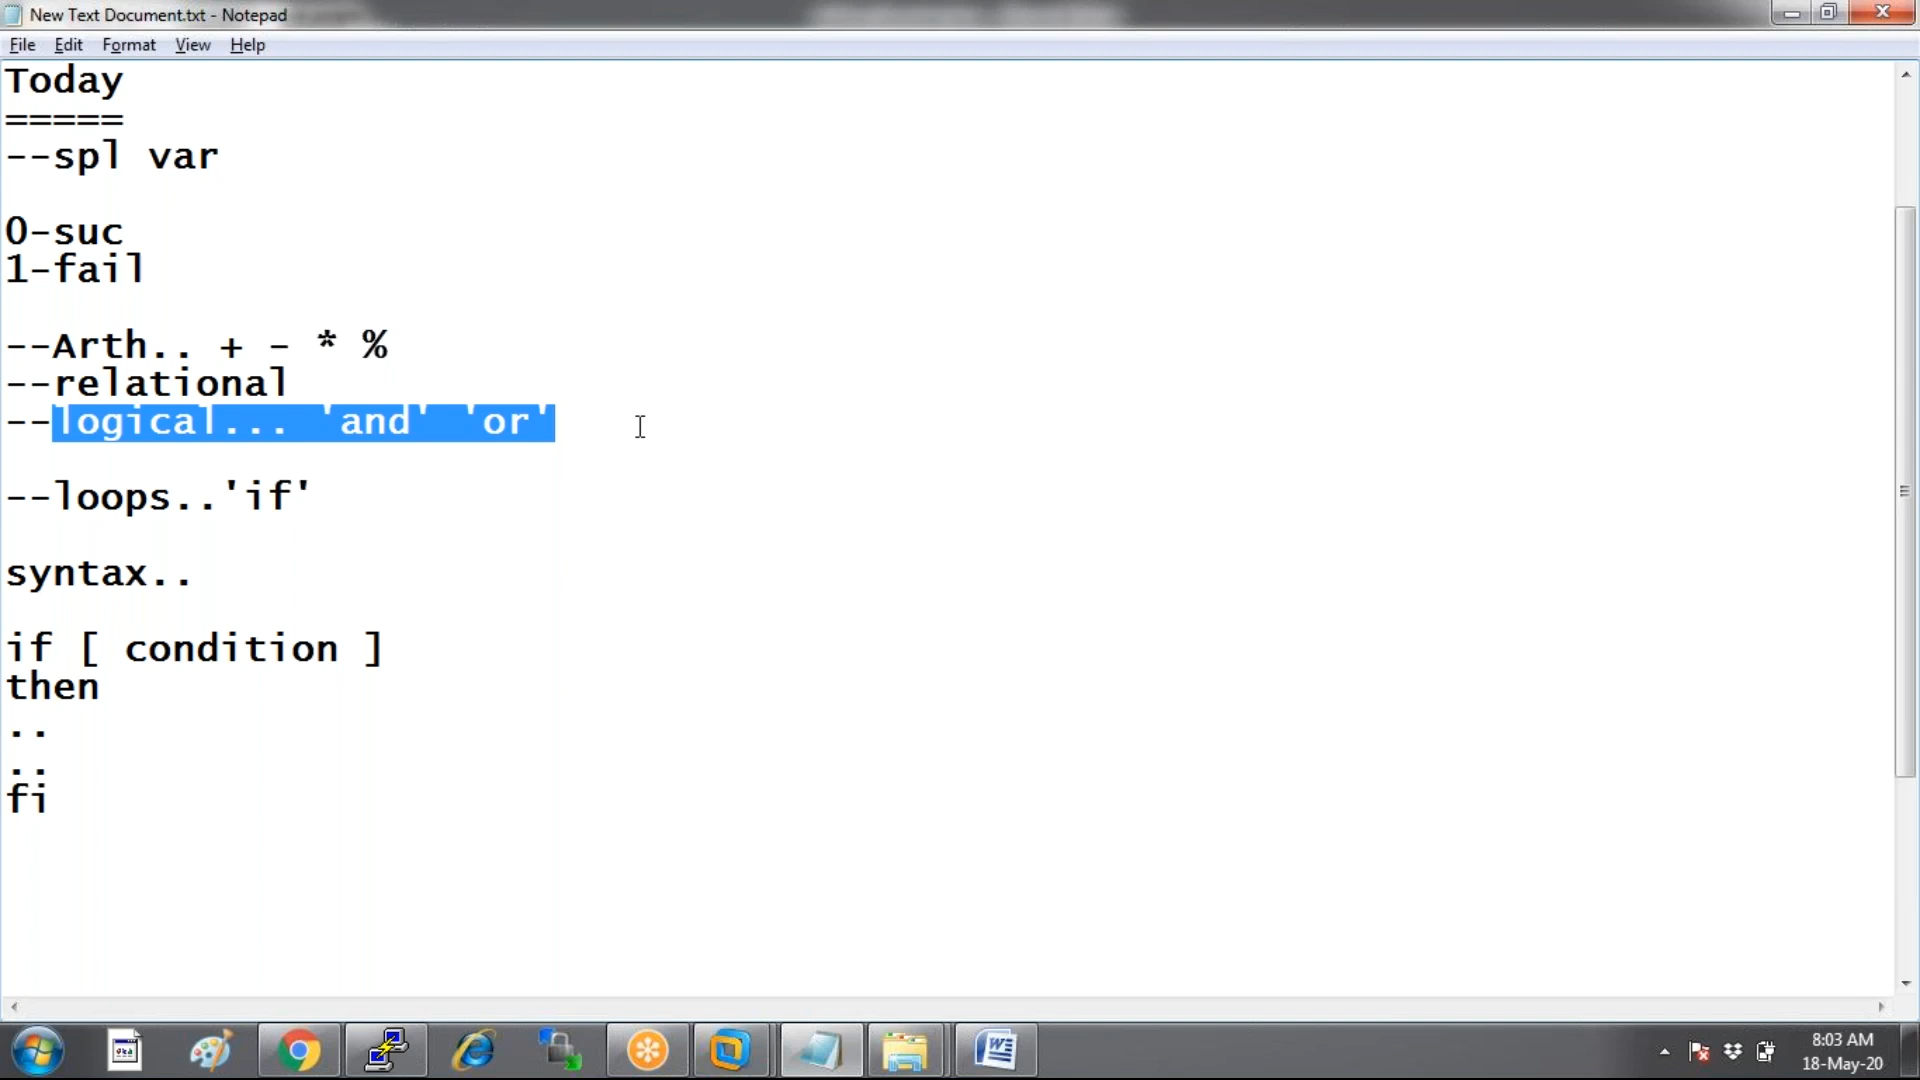 New Text Document.txt - Notepad
File Edit Format View Help
Today
=====
--spl var
0-suc
1-fail
--Arth.. + - * %
--relational
--logical... 'and' 'or'
--loops..'if'
syntax..
if [ condition ]
then
..
..
fi
8:03 AM
18-May-20